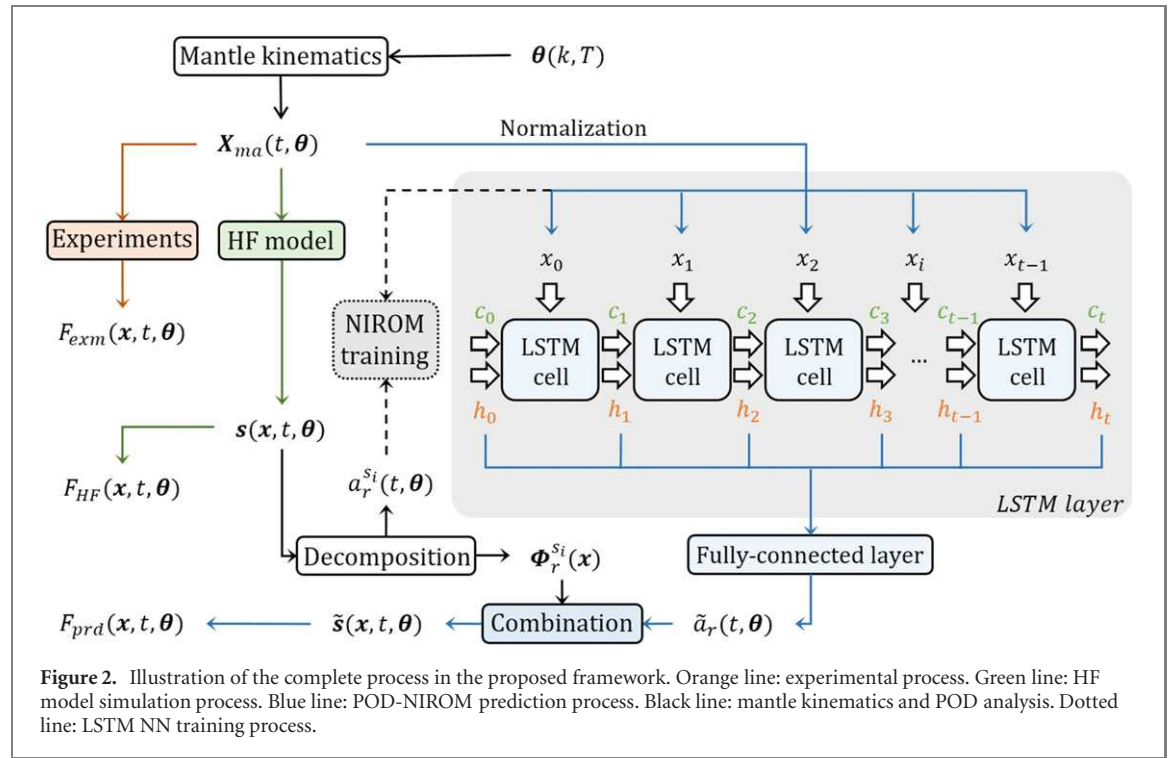 Mantle kinematics
θ(k, T)
Normalization
X_ma(t, θ)
Experiments
HF model
x_0 x_1 x_2 x_i x_{t−1}
NIROM
training
c_0 c_1 c_2 c_3 c_{t−1} c_t
LSTM
cell
LSTM
cell
LSTM
cell
...
LSTM
cell
h_0 h_1 h_2 h_3 h_{t−1} h_t
F_exm(x, t, θ)
s(x, t, θ)
F_HF(x, t, θ)
a_r^{s_i}(t, θ)
LSTM layer
Decomposition
Φ_r^{s_i}(x)
Fully-connected layer
F_prd(x, t, θ)
s̃(x, t, θ)
Combination
ã_r(t, θ)
Figure 2. Illustration of the complete process in the proposed framework. Orange line: experimental process. Green line: HF
model simulation process. Blue line: POD-NIROM prediction process. Black line: mantle kinematics and POD analysis. Dotted
line: LSTM NN training process.